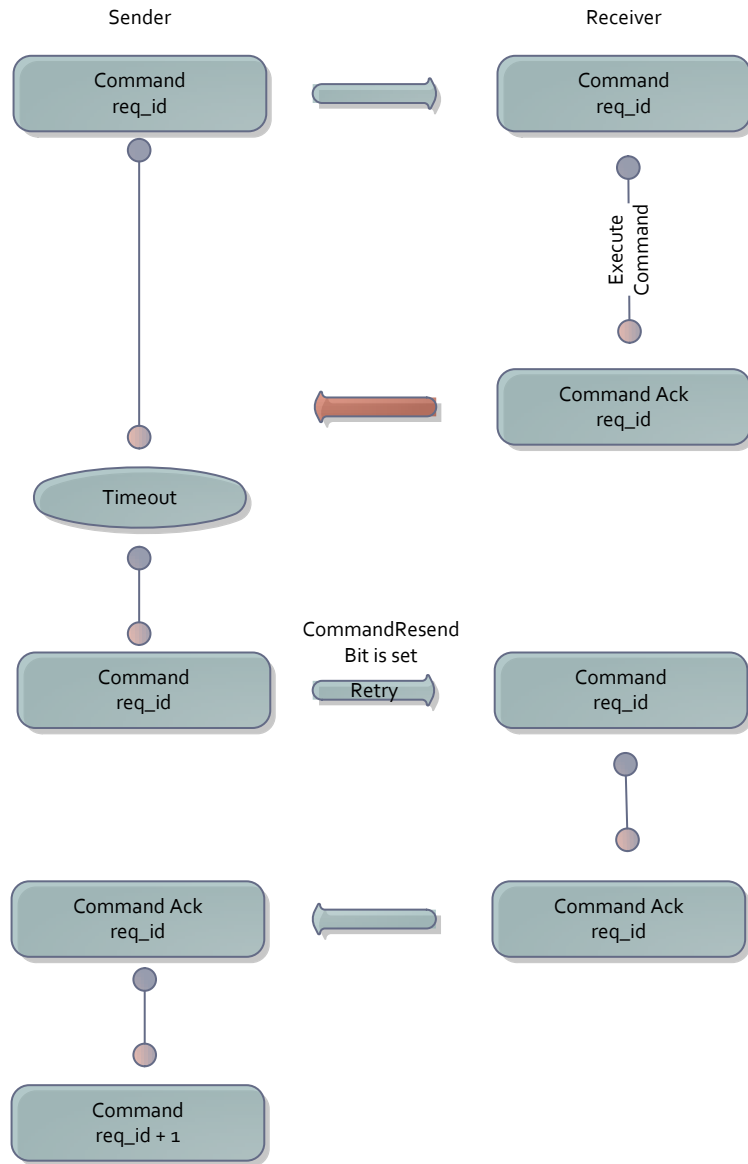 Sender
Receiver
Command
req_id
Command
req_id
Execute
Command
Command Ack
req_id
Timeout
CommandResend
Bit is set
Command
req_id
Retry
Command
req_id
Command Ack
req_id
Command Ack
req_id
Command
req_id + 1